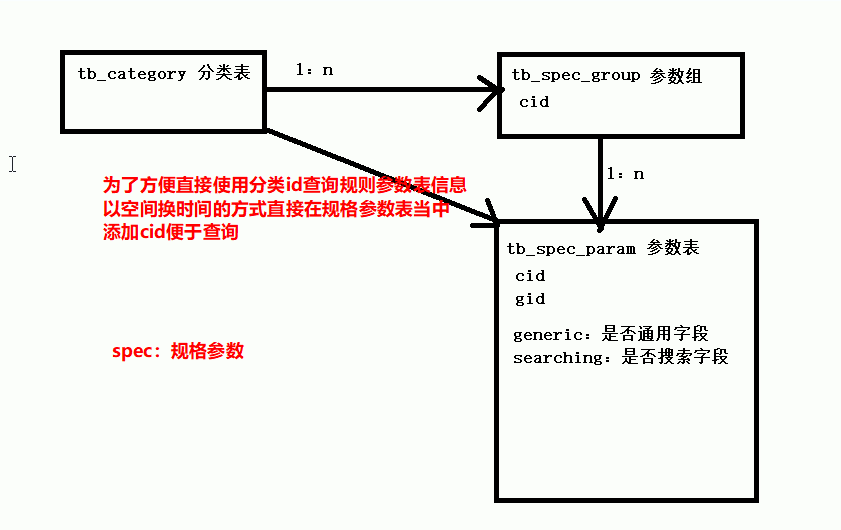 tb_category 分类表
1: n
tb_spec_group 参数组
cid
1: n
为了方便直接使用分类id查询规则参数表信息
以空间换时间的方式直接在规格参数表当中
添加cid便于查询
tb_spec_param 参数表
cid
gid
generic: 是否通用字段
searching: 是否搜索字段
spec: 规格参数